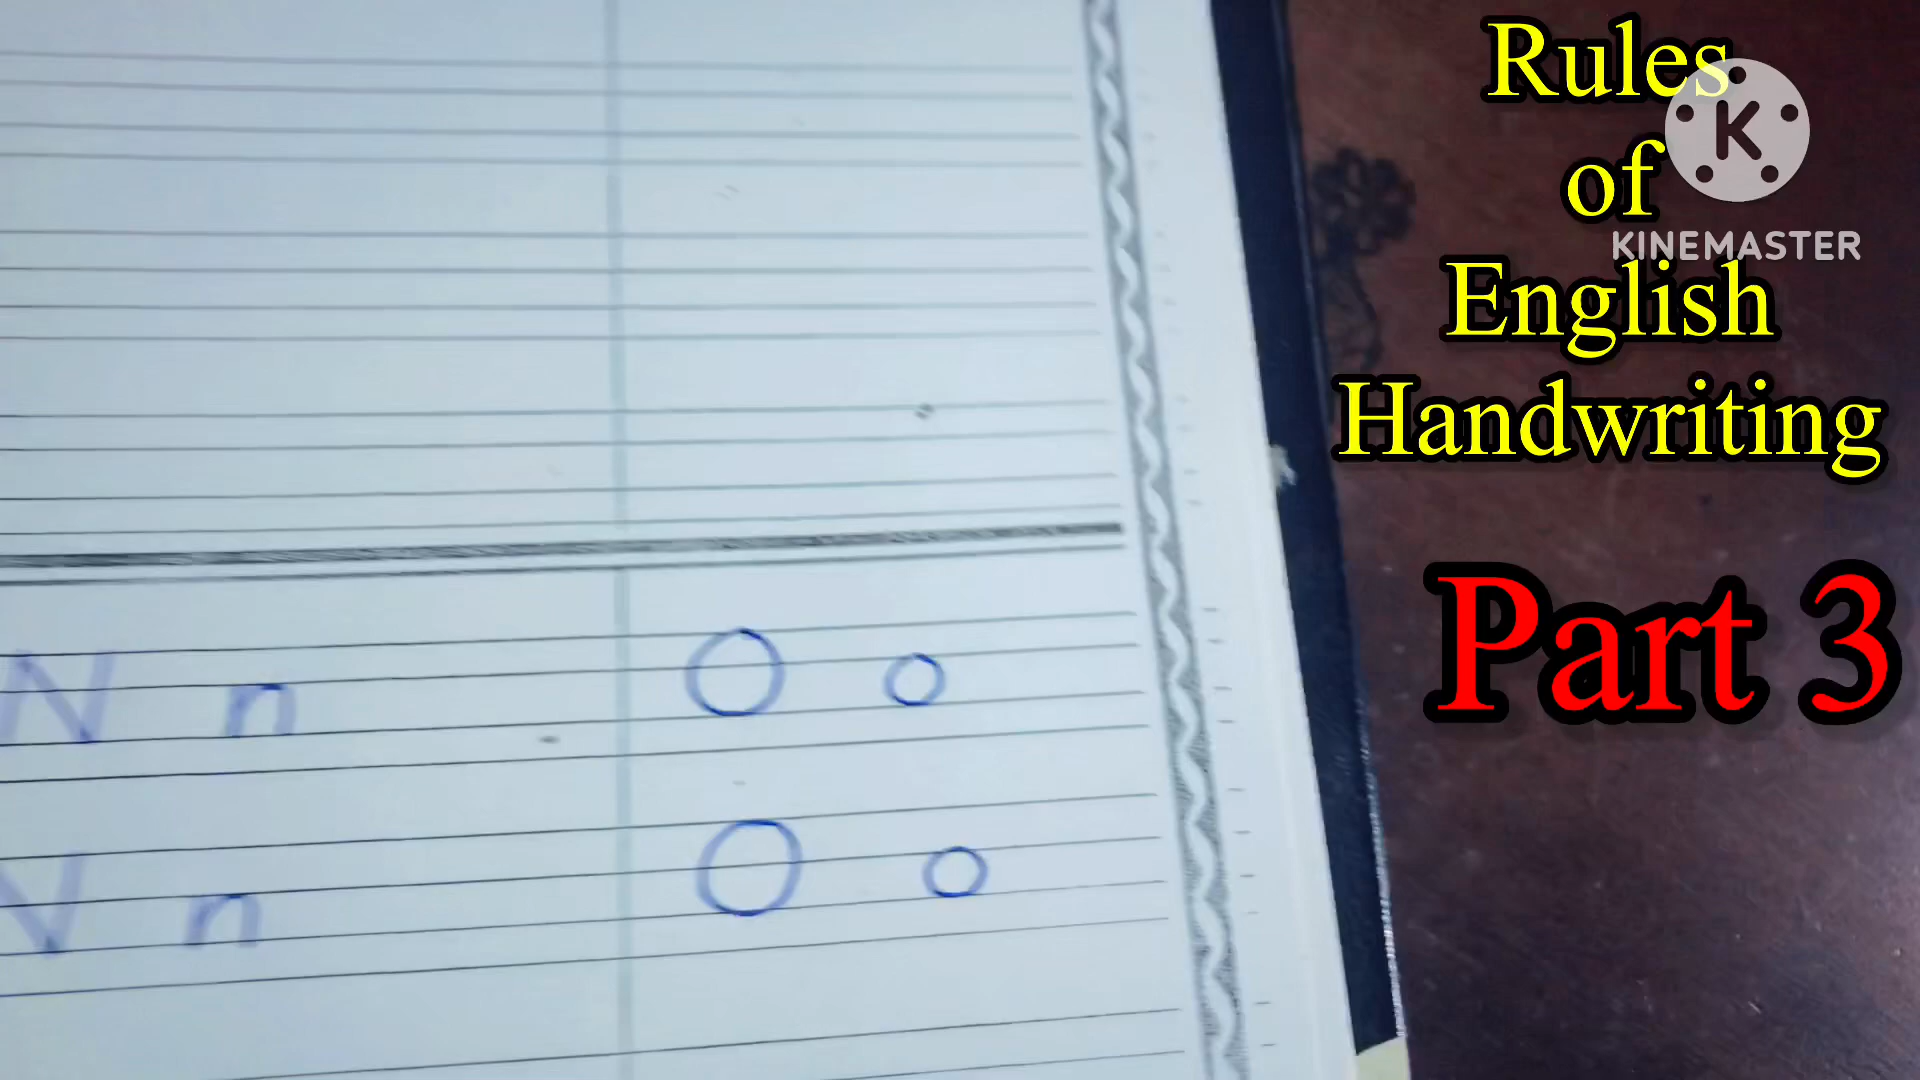 Rules
of
English
Handwriting
Part 3
K
KINEMASTER
N n O o
N n O o